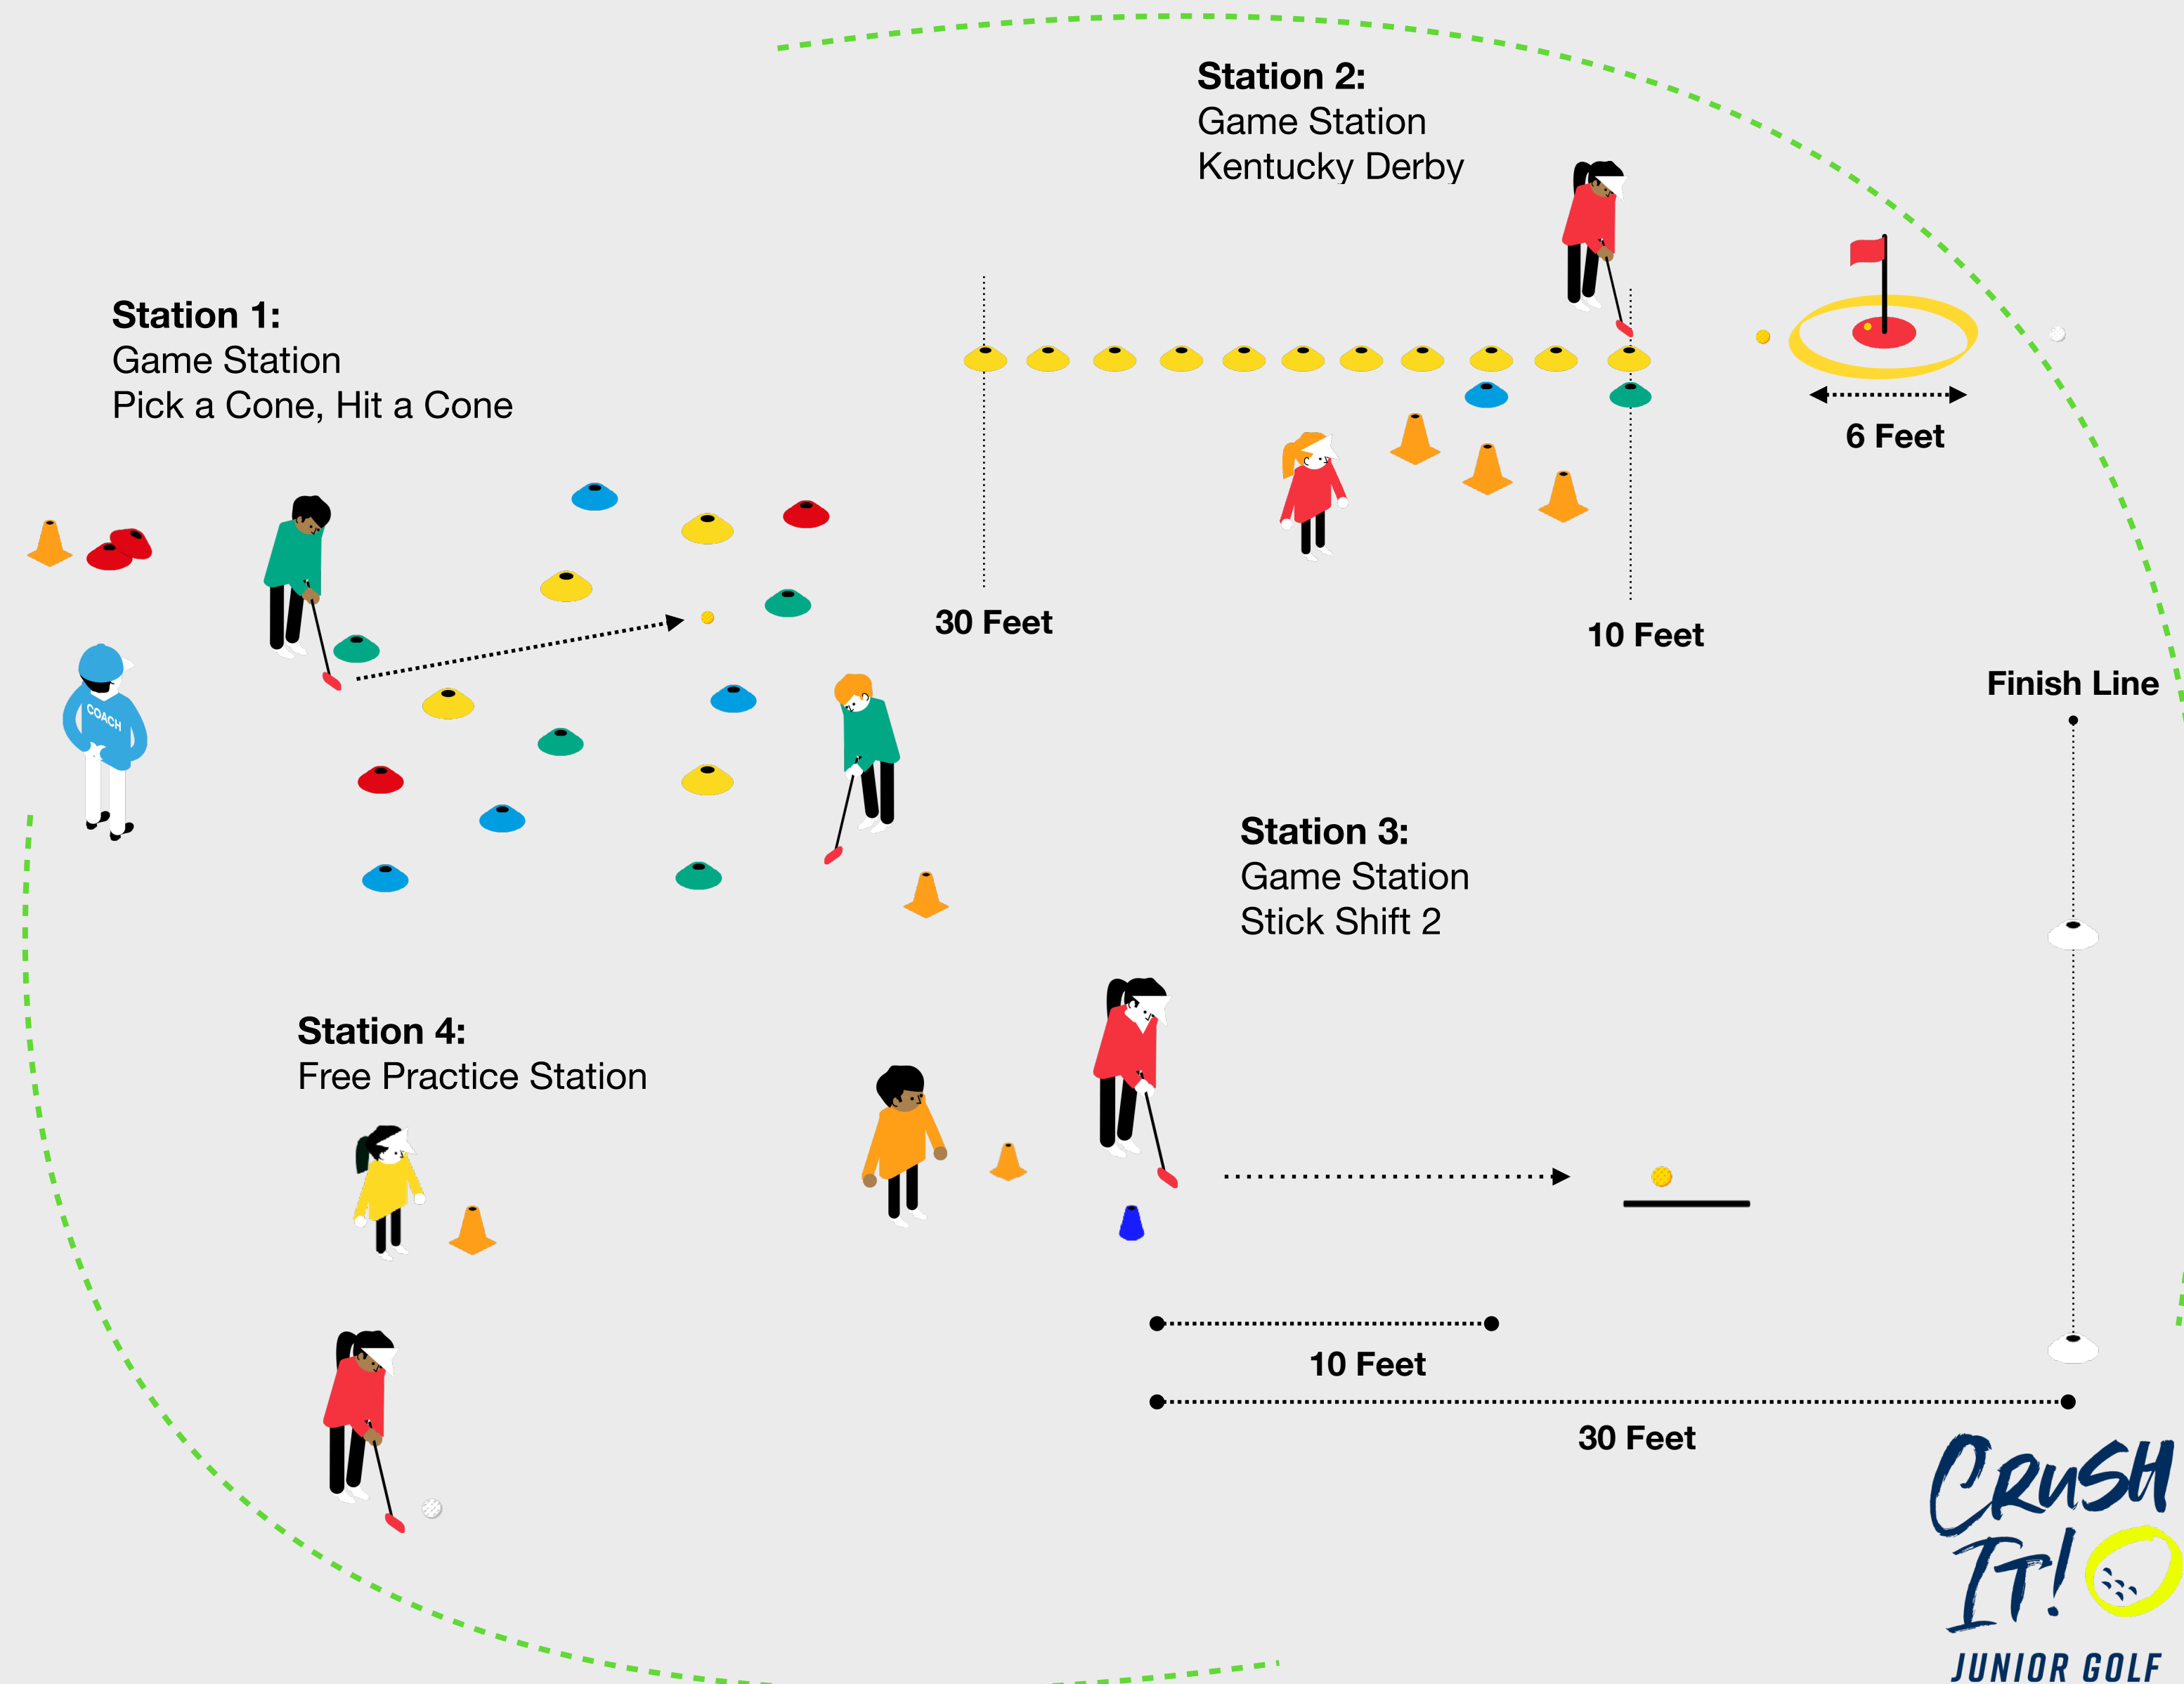 Station 2:
Game Station
Kentucky Derby
Station 1:
Game Station
Pick a Cone, Hit a Cone
6 Feet
30 Feet
10 Feet
COACH
Finish Line
Station 3:
Game Station
Stick Shift 2
Station 4:
Free Practice Station
10 Feet
30 Feet
CRUSH
IT!
JUNIOR GOLF